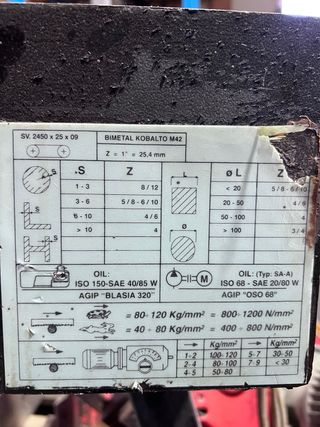 SV. 2450 x 25 x 09 BIMETAL KOBALTO M42
Z = 1" = 25,4 mm
S Z L ø L Z
1 - 3 8 / 12 < 20 5/8 - 6/10
3 - 6 5/8 - 6/10 20 - 50 4/6
6 - 10 4/6 50 - 100 4
> 10 4 > 100 3/4
S
S
S
ø
OIL: OIL: (Typ: SA-A)
ISO 150-SAE 40/85 W ISO 68 - SAE 20/80 W
AGIP "BLASIA 320" AGIP "OSO 68"
M
= 80÷120 Kg/mm² = 800÷1200 N/mm²
= 40÷80 Kg/mm² = 400÷800 N/mm²
Kg/mm² Kg/mm²
1-2 100-120 5-7 30-50
2-4 80-100 7-9 < 30
4-5 50-80